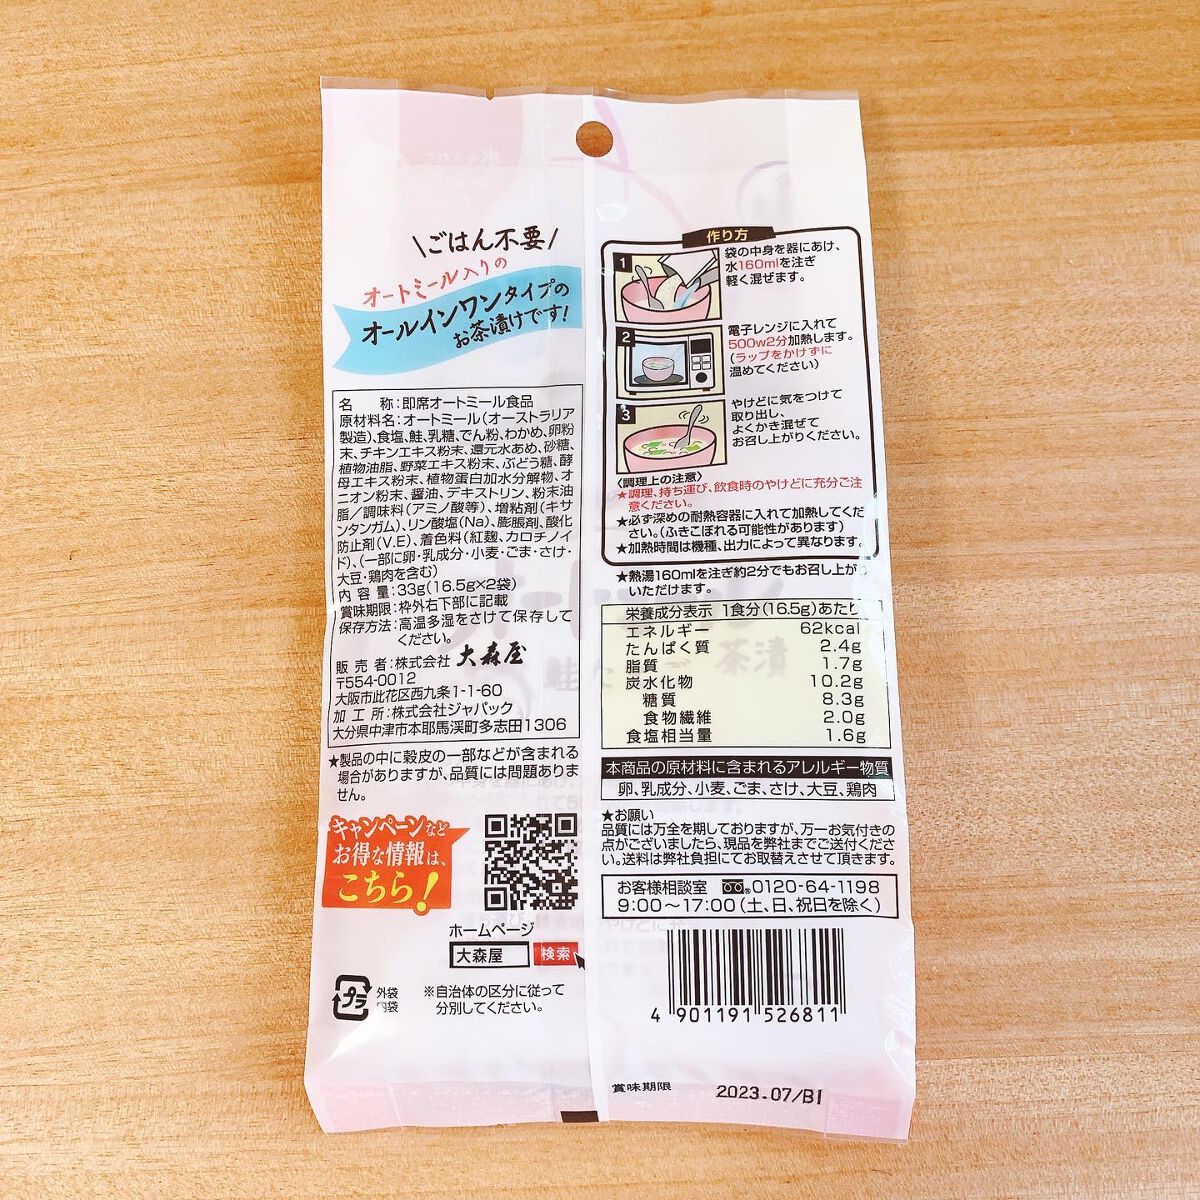 \ごはん不要/
オートミール入りの
オールインワンタイプの
お茶漬けです!
名 称:即席オートミール食品
原材料名:オートミール(オーストラリア
製造)、食塩、鮭、乳糖、でん粉、わかめ、卵粉
末、チキンエキス粉末、還元水あめ、砂糖、
植物油脂、野菜エキス粉末、ぶどう糖、酵
母エキス粉末、植物蛋白加水分解物、オ
ニオン粉末、醤油、デキストリン、粉末油
脂/調味料(アミノ酸等)、増粘剤(キサ
ンタンガム)、リン酸塩(Na)、膨脹剤、酸化
防止剤(V.E)、着色料(紅麹、カロチノイ
ド)、(一部に卵・乳成分・小麦・ごま・さけ・
大豆・鶏肉を含む)
内 容 量:33g(16.5g×2袋)
賞味期限:枠外右下部に記載
保存方法:高温多湿をさけて保存して
ください。
販 売 者:株式会社 大森屋
〒554-0012
大阪市此花区西九条1-1-60
加 工 所:株式会社ジャパック
大分県中津市本耶馬渓町多志田1306
★製品の中に穀皮の一部などが含まれる
場合がありますが、品質には問題ありま
せん。
キャンペーンなど
お得な情報は、
こちら!
ホームページ
大森屋 検索
プラ
外袋
内袋
※自治体の区分に従って
分別してください。
作り方
1
袋の中身を器にあけ、
水160mlを注ぎ
軽く混ぜます。
2
電子レンジに入れて
500w2分加熱します。
(ラップをかけずに
温めてください)
3
やけどに気をつけて
取り出し、
よくかき混ぜて
お召し上がりください。
〈調理上の注意〉
★調理、持ち運び、飲食時のやけどに充分ご注
意ください。
★必ず深めの耐熱容器に入れて加熱してくだ
さい。(ふきこぼれる可能性があります)
★加熱時間は機種、出力によって異なります。
★熱湯160mlを注ぎ約2分でもお召し上がり
いただけます。
栄養成分表示 1食分(16.5g)あたり
エネルギー 62kcal
たんぱく質 2.4g
脂質 1.7g
炭水化物 10.2g
糖質 8.3g
食物繊維 2.0g
食塩相当量 1.6g
本商品の原材料に含まれるアレルギー物質
卵、乳成分、小麦、ごま、さけ、大豆、鶏肉
★お願い
品質には万全を期しておりますが、万一お気付きの
点がございましたら、現品を弊社までご送付くださ
い。送料は弊社負担にてお取替えさせて頂きます。
お客様相談室 0120-64-1198
9:00〜17:00(土、日、祝日を除く)
4 901191 526811
賞味期限 2023.07/BI